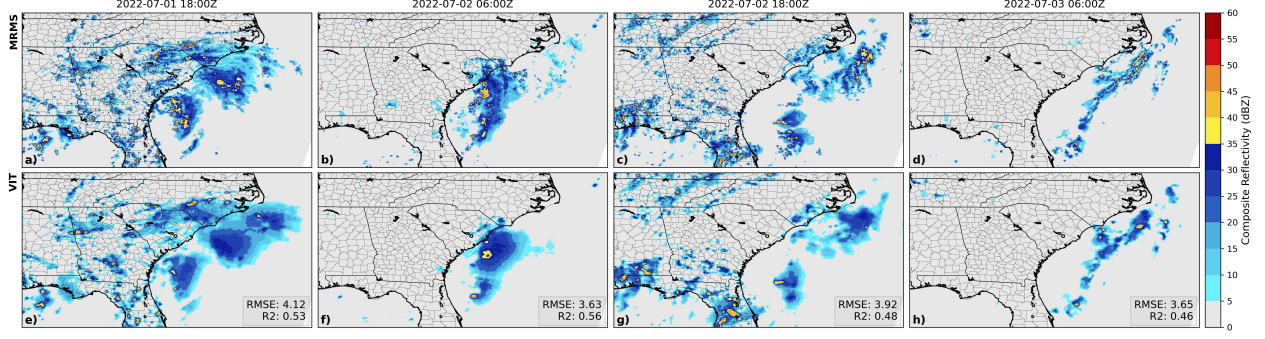 2022-07-01 18:00Z 2022-07-02 06:00Z 2022-07-02 18:00Z 2022-07-03 06:00Z
MRMS
a) b) c) d)
VIT
RMSE: 4.12
R2: 0.53
e)
RMSE: 3.63
R2: 0.56
f)
RMSE: 3.92
R2: 0.48
g)
RMSE: 3.65
R2: 0.46
h)
60
55
50
45
40
35
30
25
20
15
10
5
0
Composite Reflectivity (dBZ)